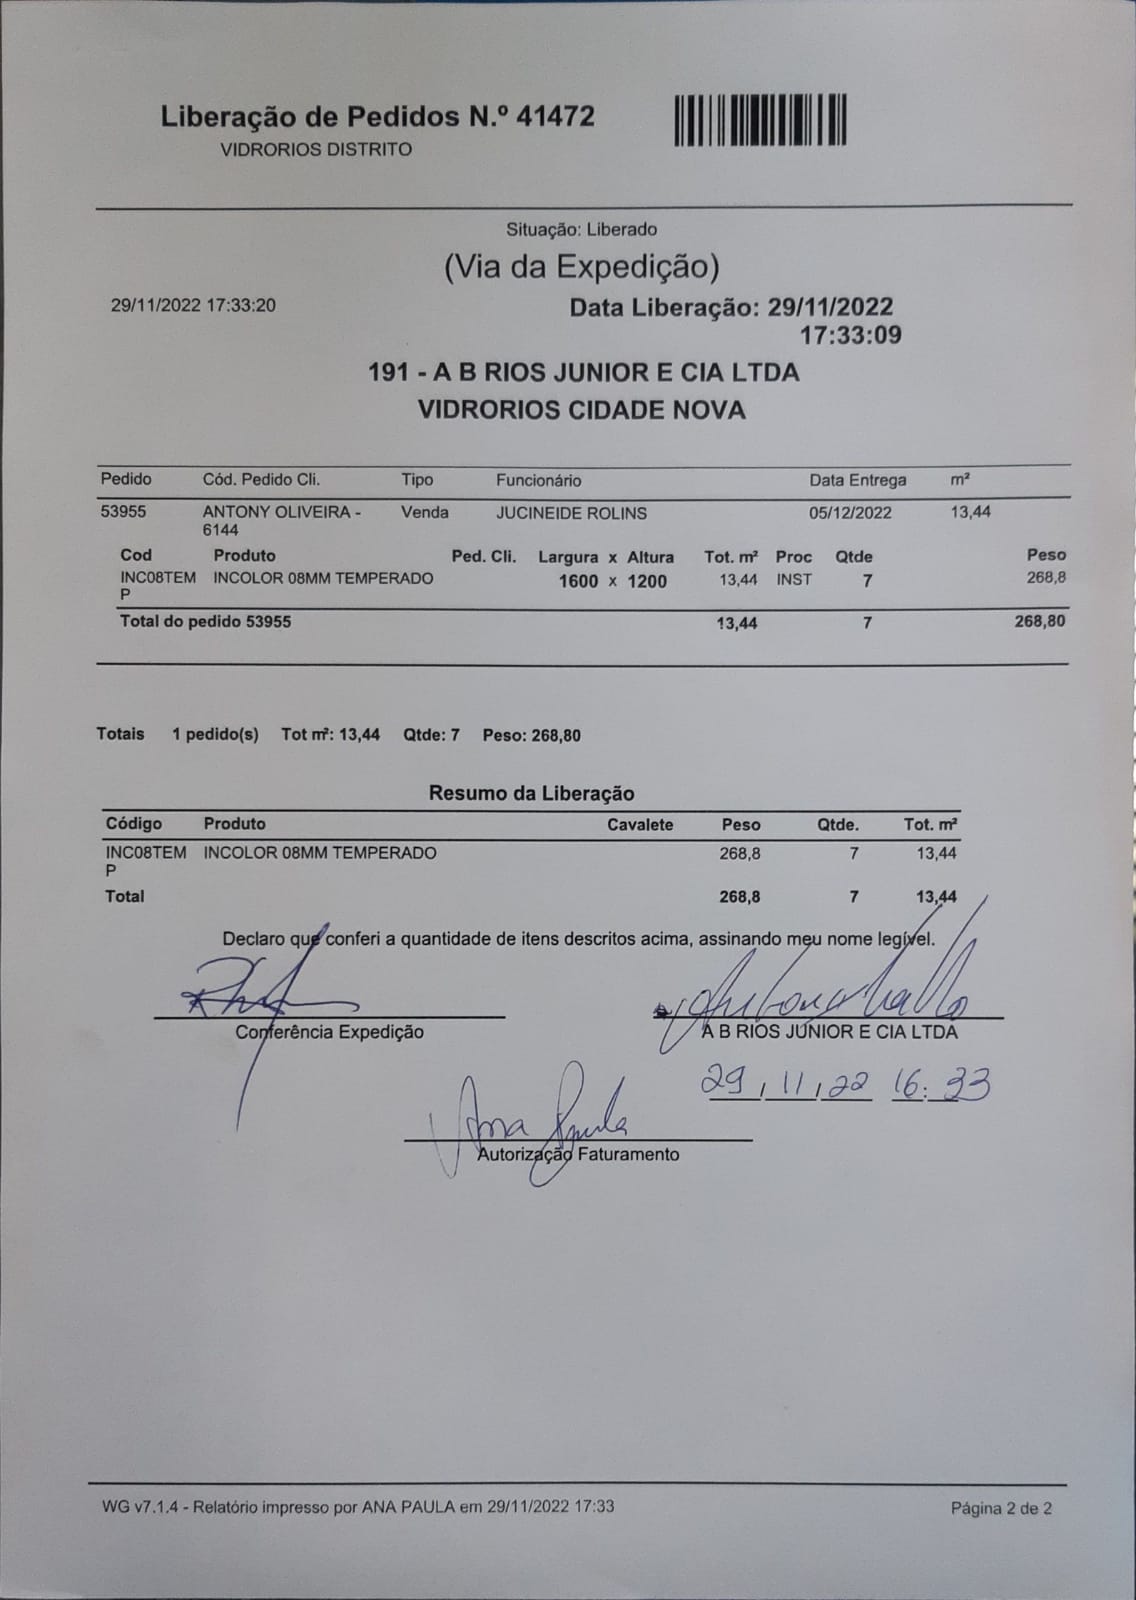 Liberação de Pedidos N.º 41472
VIDRORIOS DISTRITO
Situação: Liberado
(Via da Expedição)
29/11/2022 17:33:20
Data Liberação: 29/11/2022
17:33:09
191 - A B RIOS JUNIOR E CIA LTDA
VIDRORIOS CIDADE NOVA
Pedido Cód. Pedido Cli. Tipo Funcionário Data Entrega m²
53955 ANTONY OLIVEIRA - Venda JUCINEIDE ROLINS 05/12/2022 13,44
6144
Cod Produto Ped. Cli. Largura x Altura Tot. m² Proc Qtde Peso
INC08TEM INCOLOR 08MM TEMPERADO 1600 x 1200 13,44 INST 7 268,8
P
Total do pedido 53955 13,44 7 268,80
Totais 1 pedido(s) Tot m²: 13,44 Qtde: 7 Peso: 268,80
Resumo da Liberação
Código Produto Cavalete Peso Qtde. Tot. m²
INC08TEM INCOLOR 08MM TEMPERADO 268,8 7 13,44
P
Total 268,8 7 13,44
Declaro que conferi a quantidade de itens descritos acima, assinando meu nome legível.
Conferência Expedição
A B RIOS JUNIOR E CIA LTDA
29/11/22 16:33
Ana Paula
Autorização Faturamento
WG v7.1.4 - Relatório impresso por ANA PAULA em 29/11/2022 17:33
Página 2 de 2